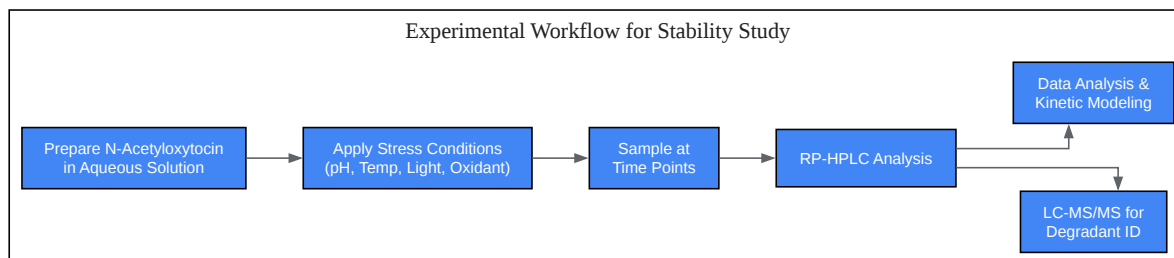 Experimental Workflow for Stability Study
Prepare N-Acetyloxytocin
in Aqueous Solution
Apply Stress Conditions
(pH, Temp, Light, Oxidant)
Sample at
Time Points
RP-HPLC Analysis
Data Analysis &
Kinetic Modeling
LC-MS/MS for
Degradant ID